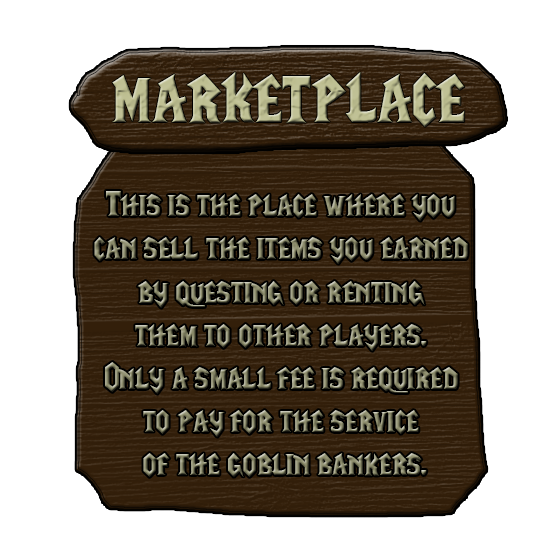 MARKETPLACE
THIS IS THE PLACE WHERE YOU
CAN SELL THE ITEMS YOU EARNED
BY QUESTING OR RENTING
THEM TO OTHER PLAYERS.
ONLY A SMALL FEE IS REQUIRED
TO PAY FOR THE SERVICE
OF THE GOBLIN BANKERS.